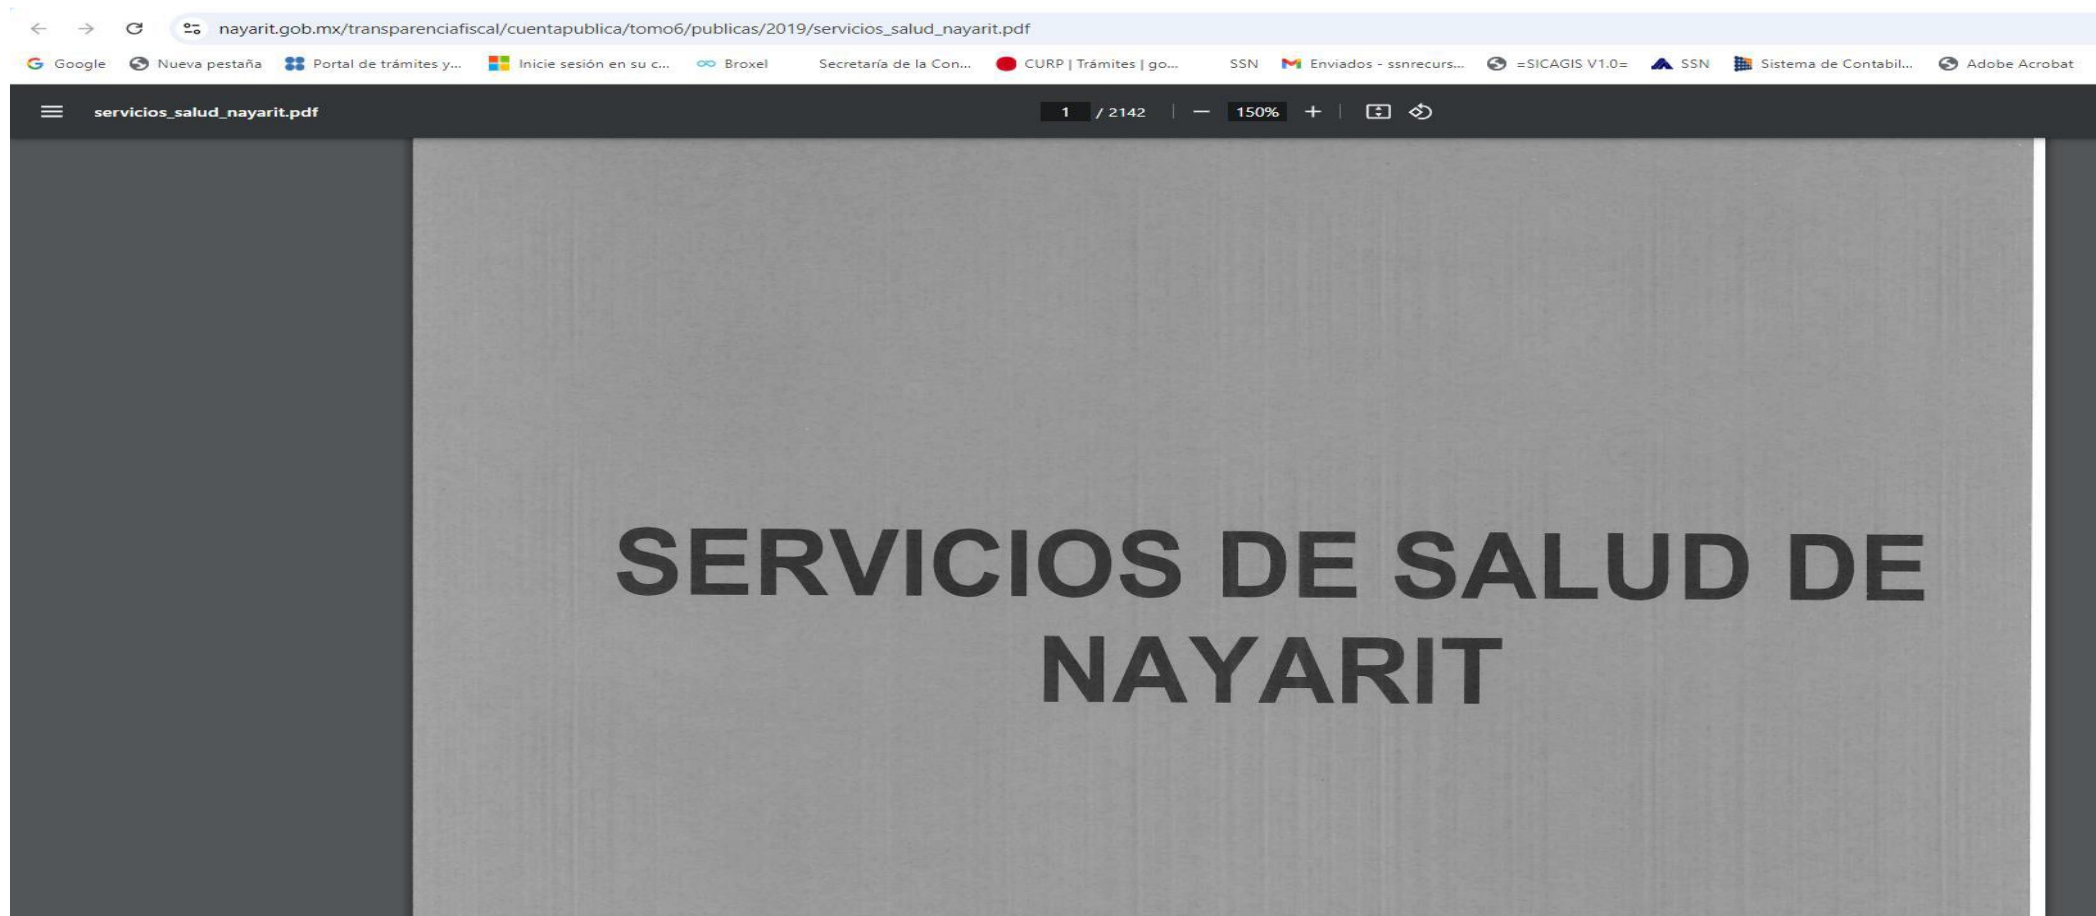 nayarit.gob.mx/transparenciafiscal/cuentapublica/tomo6/publicas/2019/servicios_salud_nayarit.pdf
Google Nueva pestaña Portal de trámites y... Inicie sesión en su c... Broxel Secretaría de la Con... CURP | Trámites | go... SSN Enviados - ssnrecurs... =SICAGIS V1.0= SSN Sistema de Contabil... Adobe Acrobat
servicios_salud_nayarit.pdf 1 / 2142 | — 150% + |
SERVICIOS DE SALUD DE
NAYARIT